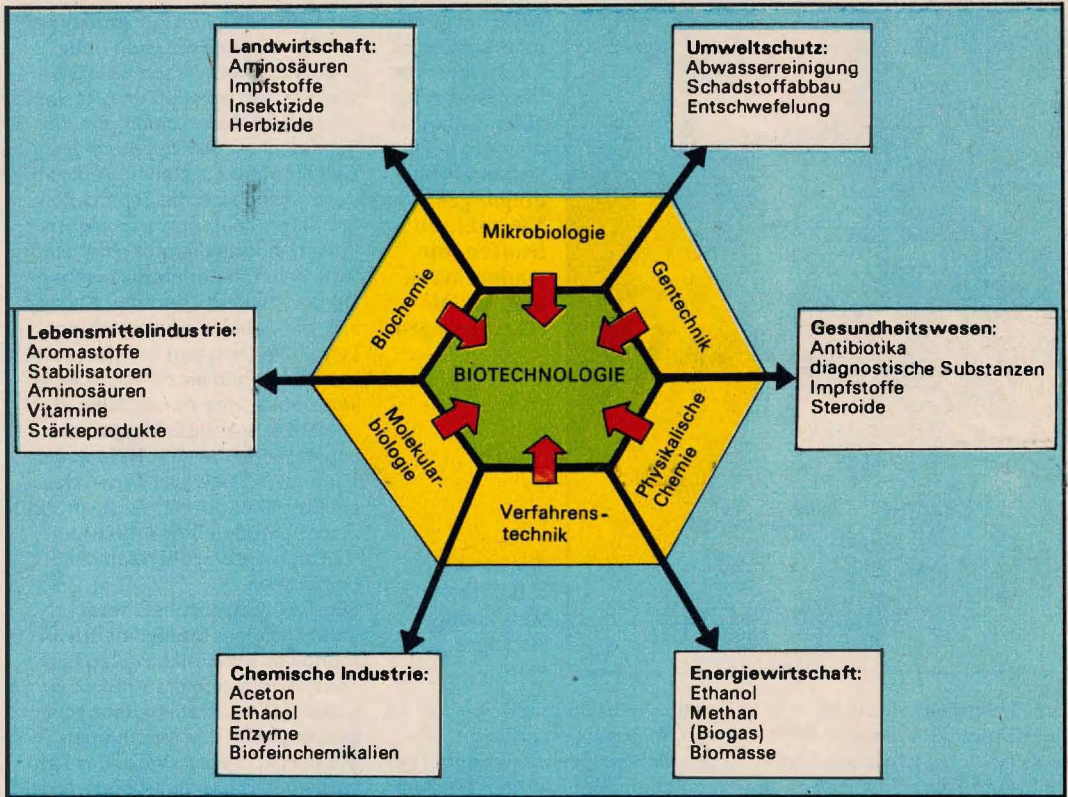 Landwirtschaft:
Aminosäuren
Impfstoffe
Insektizide
Herbizide
Umweltschutz:
Abwasserreinigung
Schadstoffabbau
Entschwefelung
Mikrobiologie
Biochemie
Gentechnik
Lebensmittelindustrie:
Aromastoffe
Stabilisatoren
Aminosäuren
Vitamine
Stärkeprodukte
BIOTECHNOLOGIE
Gesundheitswesen:
Antibiotika
diagnostische Substanzen
Impfstoffe
Steroide
Molekular-
biologie
Physikalische
Chemie
Verfahrens-
technik
Chemische Industrie:
Aceton
Ethanol
Enzyme
Biofeinchemikalien
Energiewirtschaft:
Ethanol
Methan
(Biogas)
Biomasse